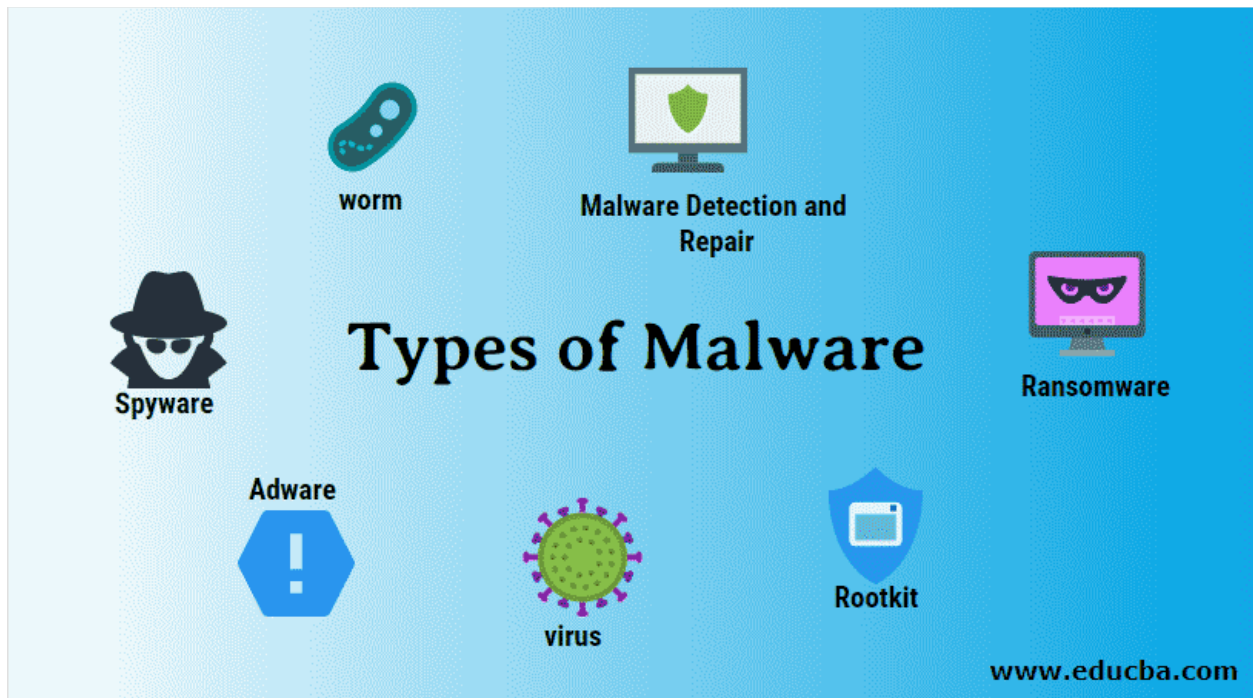 worm
Malware Detection and
Repair
Types of Malware
Spyware
Ransomware
Adware
virus
Rootkit
www.educba.com